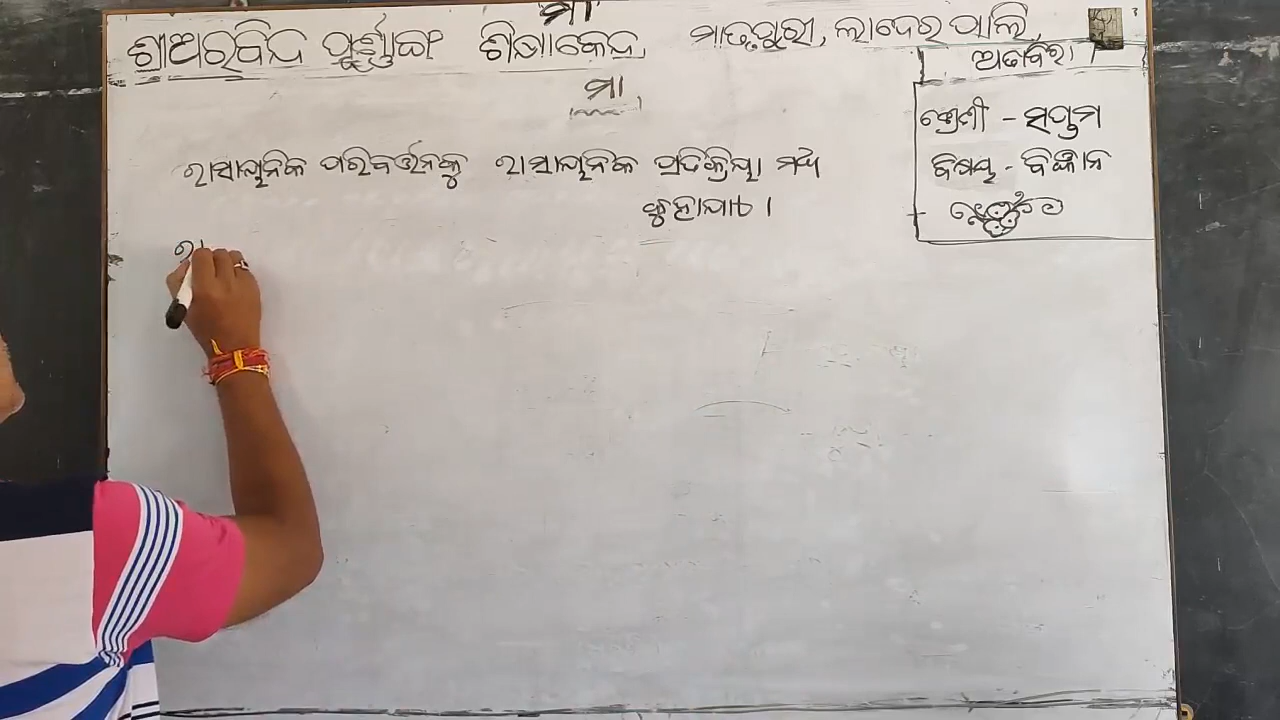 ମା
ଶ୍ରୀଅରବିନ୍ଦ ପୂର୍ଣ୍ଣାଙ୍ଗ ଶିକ୍ଷାକେନ୍ଦ୍ର ମାତୃପୁରୀ, ଲାଦେରପାଲି,
ଅତାବିରା ।
ମା
ଶ୍ରେଣୀ - ସପ୍ତମ
ବିଷୟ - ବିଜ୍ଞାନ
ରାସାୟନିକ ପରିବର୍ତ୍ତନକୁ ରାସାୟନିକ ପ୍ରତିକ୍ରିୟା ମଧ୍ୟ
କୁହାଯାଏ ।
ରା